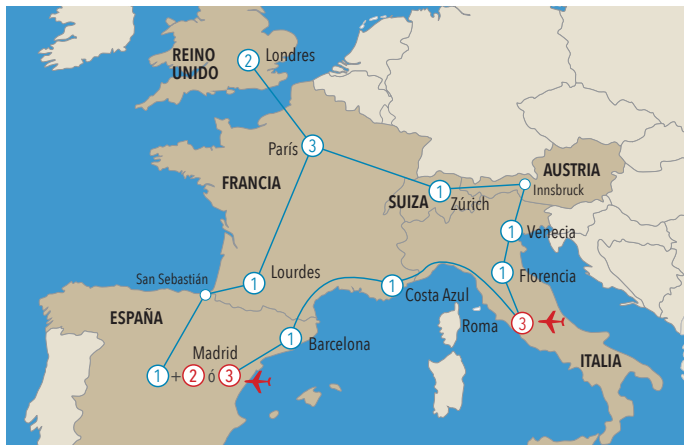 REINO
UNIDO
2
Londres
París
3
FRANCIA
AUSTRIA
Innsbruck
SUIZA
1
Zúrich
1
Venecia
1
Florencia
San Sebastián
1
Lourdes
1
Costa Azul
Roma
3
ESPAÑA
Madrid
1
Barcelona
ITALIA
1 + 2 ó 3